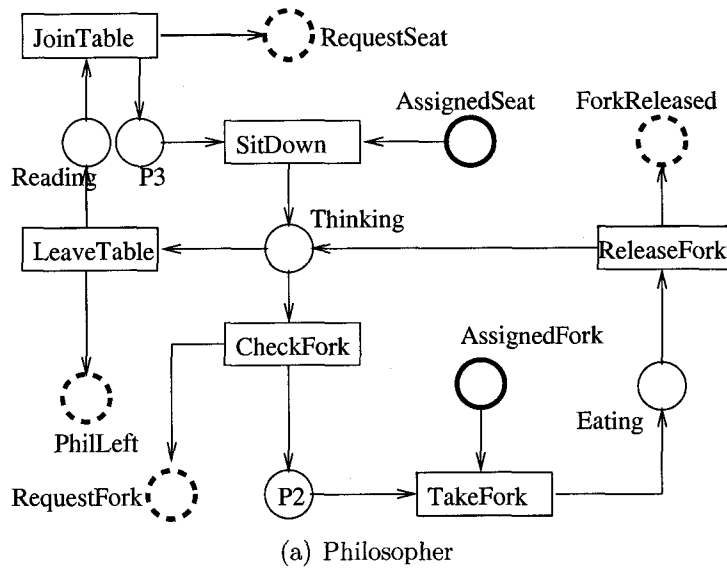 JoinTable
RequestSeat
AssignedSeat
ForkReleased
SitDown
Reading
P3
Thinking
LeaveTable
ReleaseFork
CheckFork
AssignedFork
Eating
PhilLeft
RequestFork
P2
TakeFork
(a) Philosopher